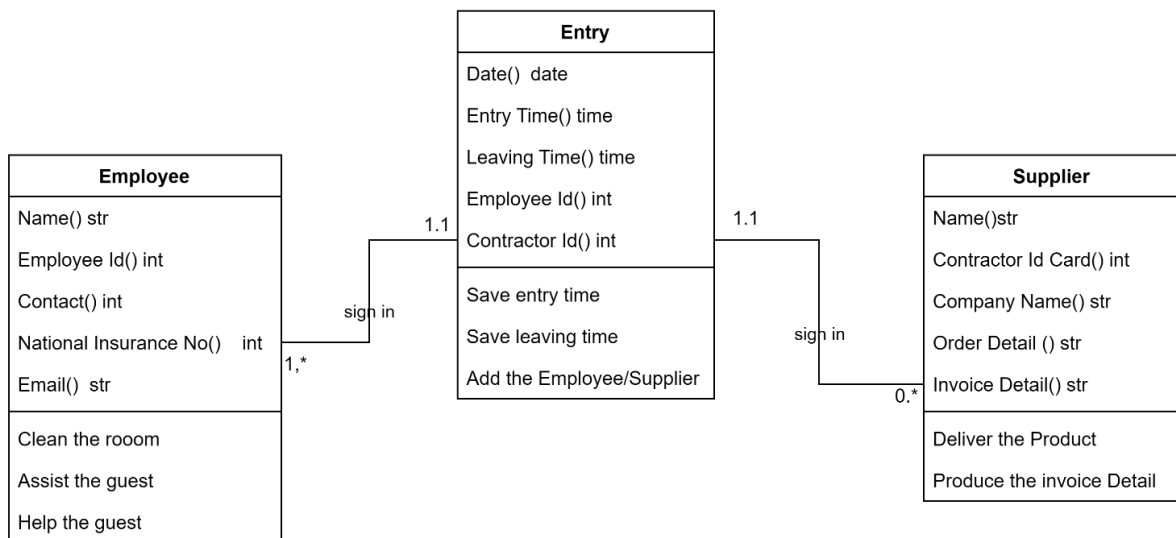 Entry
Date()  date
Entry Time() time
Leaving Time() time
Employee Id() int
Contractor Id() int
Save entry time
Save leaving time
Add the Employee/Supplier
Employee
Name() str
Employee Id() int
Contact() int
National Insurance No()    int
Email()  str
Clean the rooom
Assist the guest
Help the guest
1.1
sign in
1,*
1.1
sign in
0.*
Supplier
Name()str
Contractor Id Card() int
Company Name() str
Order Detail () str
Invoice Detail() str
Deliver the Product
Produce the invoice Detail